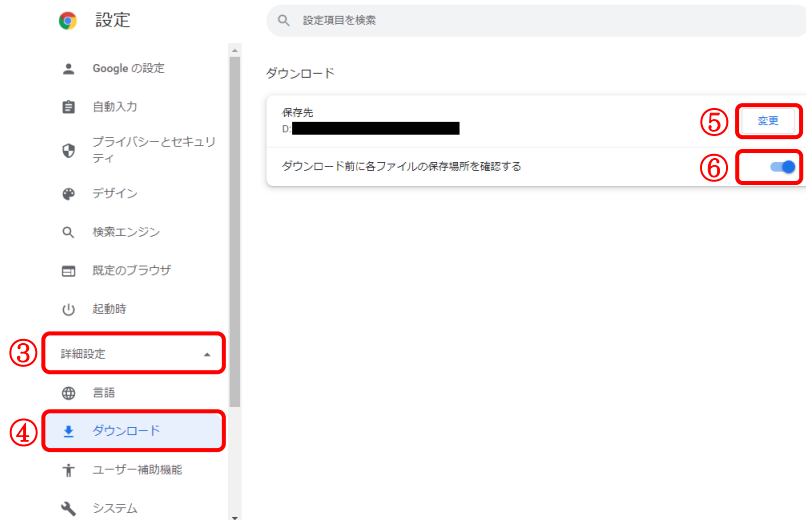 設定
設定項目を検索
Google の設定
自動入力
プライバシーとセキュリ
ティ
デザイン
検索エンジン
既定のブラウザ
起動時
③
詳細設定
言語
④
ダウンロード
ユーザー補助機能
システム
ダウンロード
保存先
D:
⑤
変更
ダウンロード前に各ファイルの保存場所を確認する
⑥